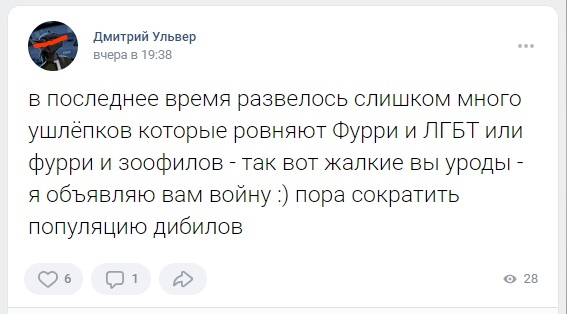 Дмитрий Ульвер
вчера в 19:38
в последнее время развелось слишком много
ушлёпков которые ровняют Фурри и ЛГБТ или
фурри и зоофилов - так вот жалкие вы уроды -
я объявляю вам войну :) пора сократить
популяцию дибилов
6 1 28